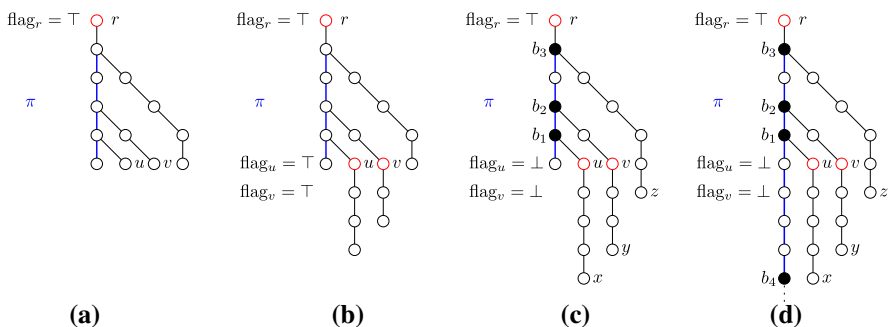 flag_r = ⊤ r
π
u v
(a)
flag_r = ⊤ r
π
flag_u = ⊤ u v
flag_v = ⊤
(b)
flag_r = ⊤ r
b_3
π
b_2
b_1
flag_u = ⊥ u v
flag_v = ⊥ z
y
x
(c)
flag_r = ⊤ r
b_3
π
b_2
b_1
flag_u = ⊥ u v
flag_v = ⊥ z
y
b_4 x
(d)